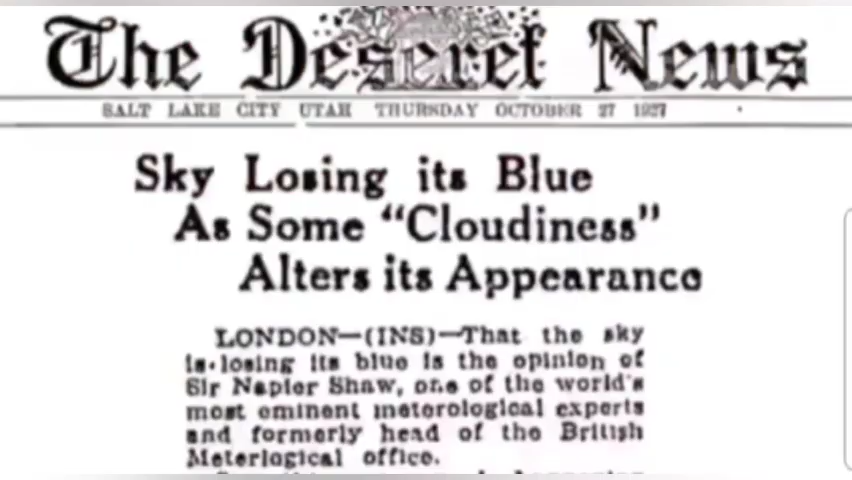 The Deseret News
SALT LAKE CITY UTAH THURSDAY OCTOBER 27 1927
Sky Losing its Blue
As Some “Cloudiness”
Alters its Appearance
LONDON—(INS)—That the sky
is losing its blue is the opinion of
Sir Napier Shaw, one of the world's
most eminent meterological experts
and formerly head of the British
Meterlogical office.